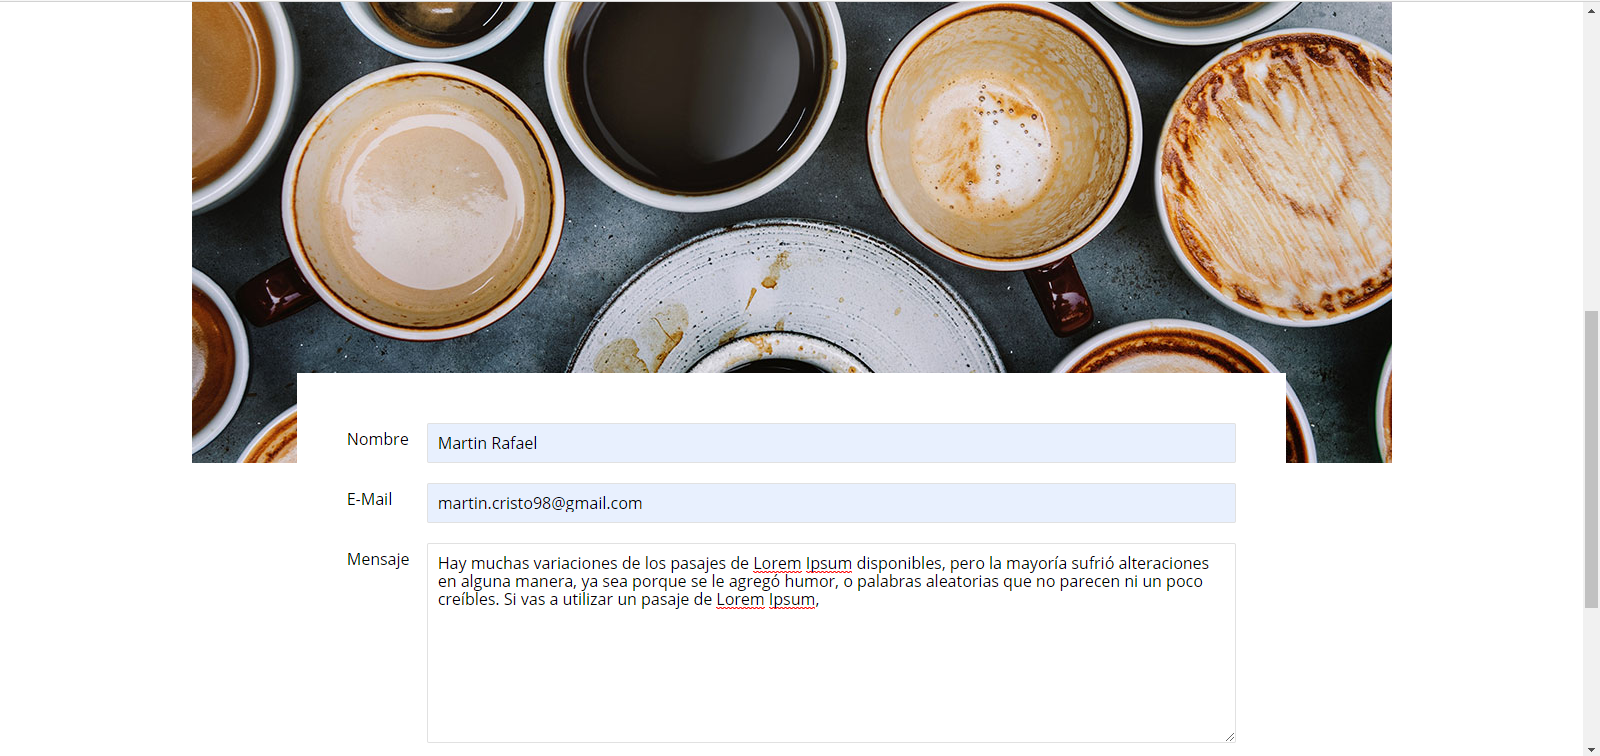 Nombre
Martin Rafael
E-Mail
martin.cristo98@gmail.com
Mensaje
Hay muchas variaciones de los pasajes de Lorem Ipsum disponibles, pero la mayoría sufrió alteraciones
en alguna manera, ya sea porque se le agregó humor, o palabras aleatorias que no parecen ni un poco
creíbles. Si vas a utilizar un pasaje de Lorem Ipsum,